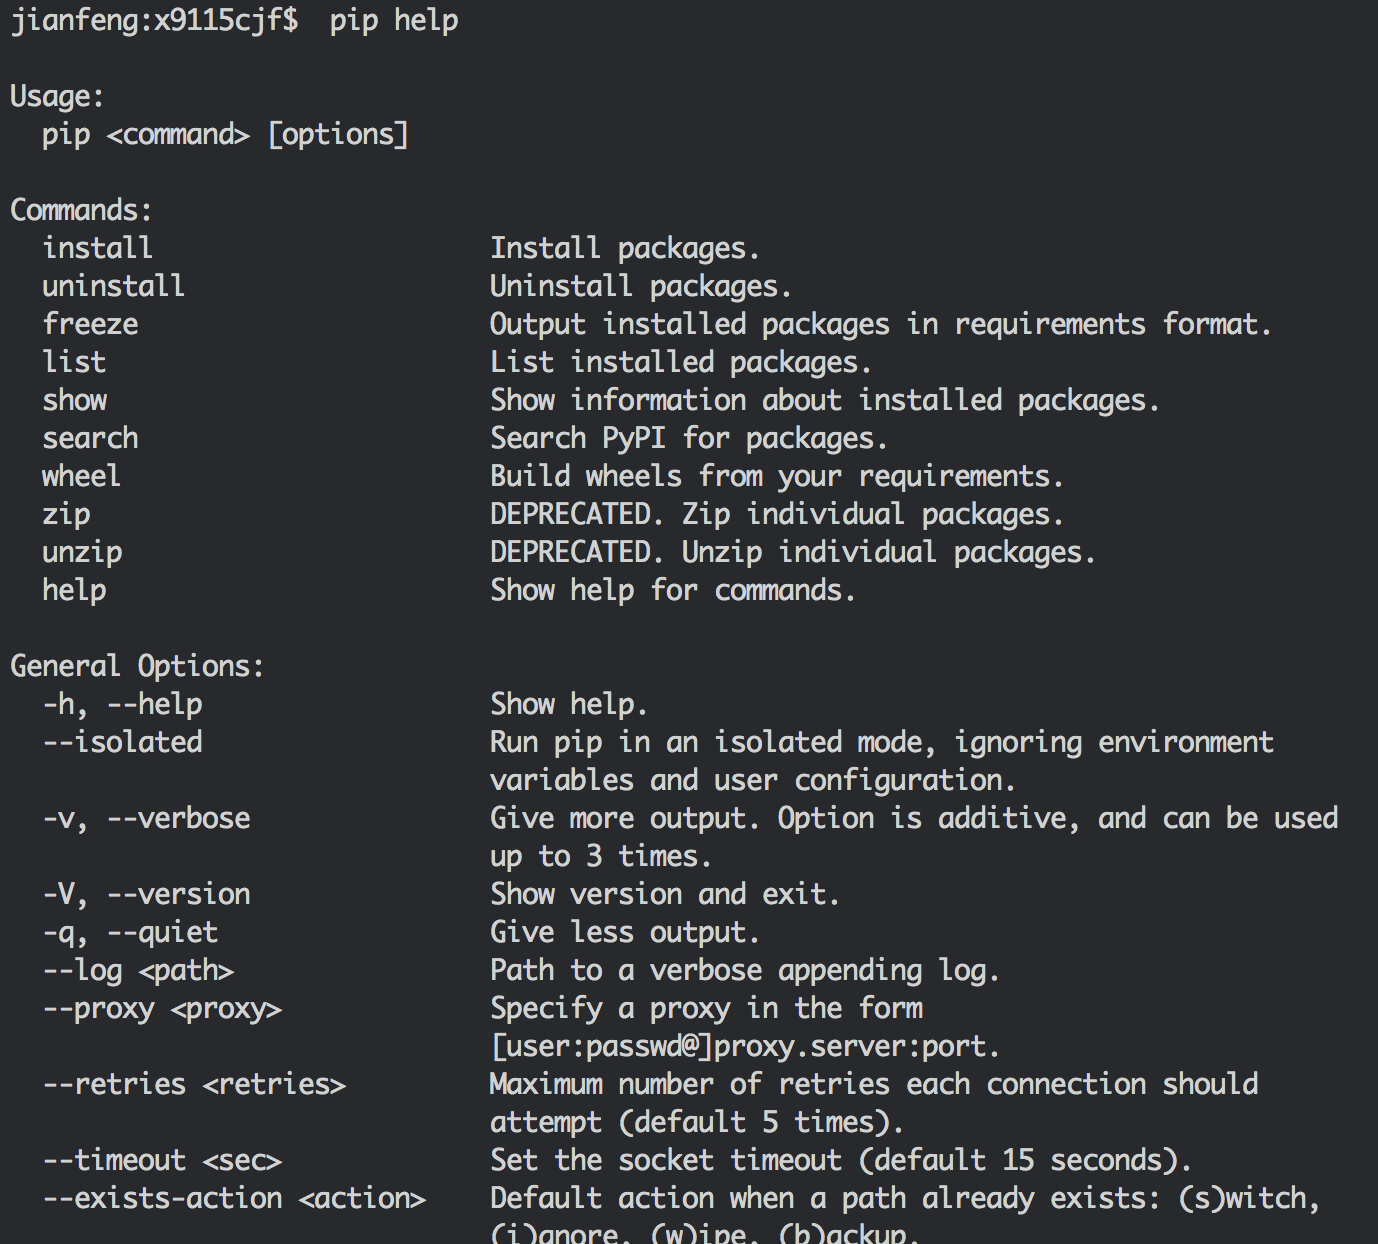 jianfeng:x9115cjf$  pip help
Usage:
  pip <command> [options]
Commands:
  install                     Install packages.
  uninstall                   Uninstall packages.
  freeze                      Output installed packages in requirements format.
  list                        List installed packages.
  show                        Show information about installed packages.
  search                      Search PyPI for packages.
  wheel                       Build wheels from your requirements.
  zip                         DEPRECATED. Zip individual packages.
  unzip                       DEPRECATED. Unzip individual packages.
  help                        Show help for commands.
General Options:
  -h, --help                  Show help.
  --isolated                  Run pip in an isolated mode, ignoring environment
                              variables and user configuration.
  -v, --verbose               Give more output. Option is additive, and can be used
                              up to 3 times.
  -V, --version               Show version and exit.
  -q, --quiet                 Give less output.
  --log <path>                Path to a verbose appending log.
  --proxy <proxy>             Specify a proxy in the form
                              [user:passwd@]proxy.server:port.
  --retries <retries>         Maximum number of retries each connection should
                              attempt (default 5 times).
  --timeout <sec>             Set the socket timeout (default 15 seconds).
  --exists-action <action>    Default action when a path already exists: (s)witch,
                              (i)gnore, (w)ipe, (b)ackup.